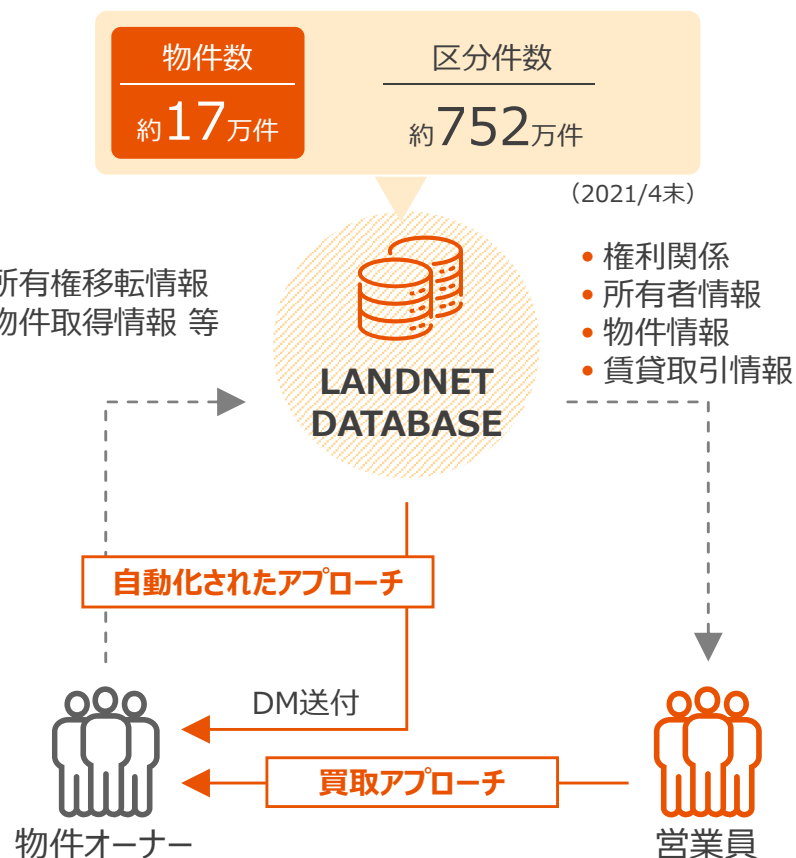 物件数
約17万件
区分件数
約752万件
（2021/4末）
所有権移転情報
物件取得情報 等
• 権利関係
• 所有者情報
• 物件情報
• 賃貸取引情報
LANDNET
DATABASE
自動化されたアプローチ
DM送付
買取アプローチ
物件オーナー
営業員